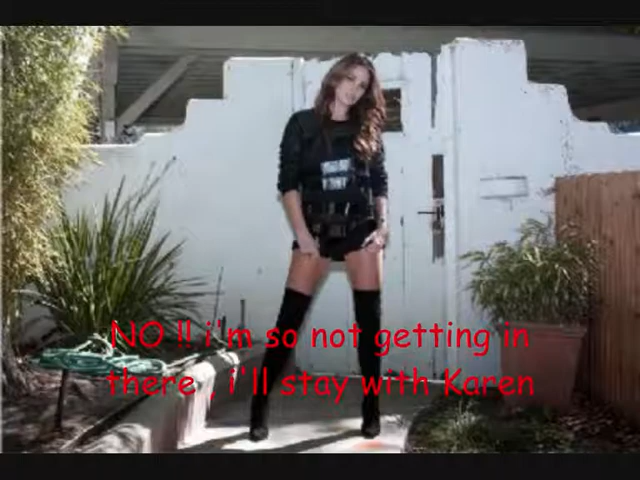 NO !! i'm so not getting in
there , i'll stay with Karen